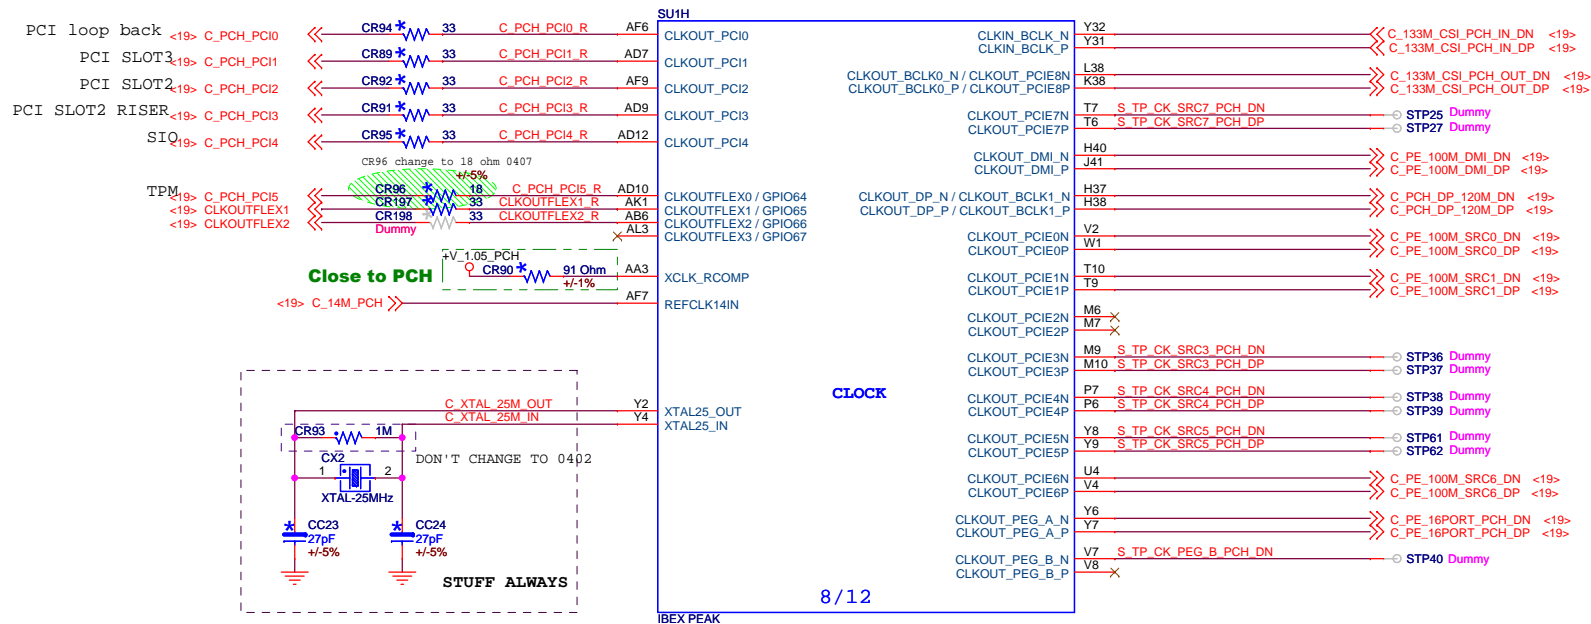 SU1H
PCI loop back <19> C_PCH_PCI0 CR94 * 33 C_PCH_PCI0_R AF6 CLKOUT_PCI0
PCI SLOT3 <19> C_PCH_PCI1 CR89 * 33 C_PCH_PCI1_R AD7 CLKOUT_PCI1
PCI SLOT2 <19> C_PCH_PCI2 CR92 * 33 C_PCH_PCI2_R AF9 CLKOUT_PCI2
PCI SLOT2 RISER <19> C_PCH_PCI3 CR91 * 33 C_PCH_PCI3_R AD9 CLKOUT_PCI3
SIO <19> C_PCH_PCI4 CR95 * 33 C_PCH_PCI4_R AD12 CLKOUT_PCI4
CR96 change to 18 ohm 0407
+/-5%
TPM <19> C_PCH_PCI5 CR96 * 18 C_PCH_PCI5_R AD10 CLKOUTFLEX0 / GPIO64
<19> CLKOUTFLEX1 CR197 * 33 CLKOUTFLEX1_R AK1 CLKOUTFLEX1 / GPIO65
<19> CLKOUTFLEX2 CR198 * 33 CLKOUTFLEX2_R AB6 CLKOUTFLEX2 / GPIO66
Dummy
AL3 CLKOUTFLEX3 / GPIO67
+V_1.05_PCH
Close to PCH CR90 * 91 Ohm AA3 XCLK_RCOMP
+/-1%
<19> C_14M_PCH AF7 REFCLK14IN
C_XTAL_25M_OUT Y2 XTAL25_OUT
C_XTAL_25M_IN Y4 XTAL25_IN
CR93 1M
DON'T CHANGE TO 0402
CX2
1 2
XTAL-25MHz
* CC23 * CC24
27pF 27pF
+/-5% +/-5%
STUFF ALWAYS
CLOCK
8/12
IBEX PEAK
CLKIN_BCLK_N Y32 C_133M_CSI_PCH_IN_DN <19>
CLKIN_BCLK_P Y31 C_133M_CSI_PCH_IN_DP <19>
CLKOUT_BCLK0_N / CLKOUT_PCIE8N L38 C_133M_CSI_PCH_OUT_DN <19>
CLKOUT_BCLK0_P / CLKOUT_PCIE8P K38 C_133M_CSI_PCH_OUT_DP <19>
CLKOUT_PCIE7N T7 S_TP_CK_SRC7_PCH_DN STP25 Dummy
CLKOUT_PCIE7P T6 S_TP_CK_SRC7_PCH_DP STP27 Dummy
CLKOUT_DMI_N H40 C_PE_100M_DMI_DN <19>
CLKOUT_DMI_P J41 C_PE_100M_DMI_DP <19>
CLKOUT_DP_N / CLKOUT_BCLK1_N H37 C_PCH_DP_120M_DN <19>
CLKOUT_DP_P / CLKOUT_BCLK1_P H38 C_PCH_DP_120M_DP <19>
CLKOUT_PCIE0N V2 C_PE_100M_SRC0_DN <19>
CLKOUT_PCIE0P W1 C_PE_100M_SRC0_DP <19>
CLKOUT_PCIE1N T10 C_PE_100M_SRC1_DN <19>
CLKOUT_PCIE1P T9 C_PE_100M_SRC1_DP <19>
CLKOUT_PCIE2N M6
CLKOUT_PCIE2P M7
CLKOUT_PCIE3N M9 S_TP_CK_SRC3_PCH_DN STP36 Dummy
CLKOUT_PCIE3P M10 S_TP_CK_SRC3_PCH_DP STP37 Dummy
CLKOUT_PCIE4N P7 S_TP_CK_SRC4_PCH_DN STP38 Dummy
CLKOUT_PCIE4P P6 S_TP_CK_SRC4_PCH_DP STP39 Dummy
CLKOUT_PCIE5N Y8 S_TP_CK_SRC5_PCH_DN STP61 Dummy
CLKOUT_PCIE5P Y9 S_TP_CK_SRC5_PCH_DP STP62 Dummy
CLKOUT_PCIE6N U4 C_PE_100M_SRC6_DN <19>
CLKOUT_PCIE6P V4 C_PE_100M_SRC6_DP <19>
CLKOUT_PEG_A_N Y6 C_PE_16PORT_PCH_DN <19>
CLKOUT_PEG_A_P Y7 C_PE_16PORT_PCH_DP <19>
CLKOUT_PEG_B_N V7 S_TP_CK_PEG_B_PCH_DN STP40 Dummy
CLKOUT_PEG_B_P V8